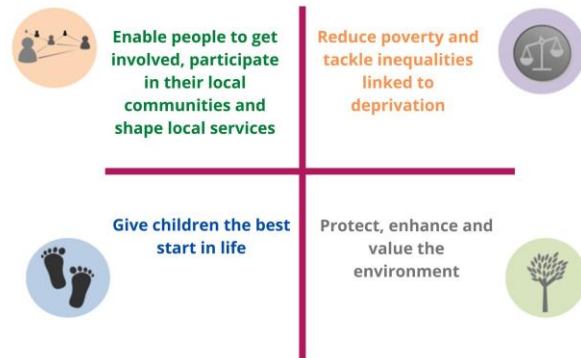 Enable people to get
involved, participate
in their local
communities and
shape local services
Reduce poverty and
tackle inequalities
linked to
deprivation
Give children the best
start in life
Protect, enhance and
value the
environment